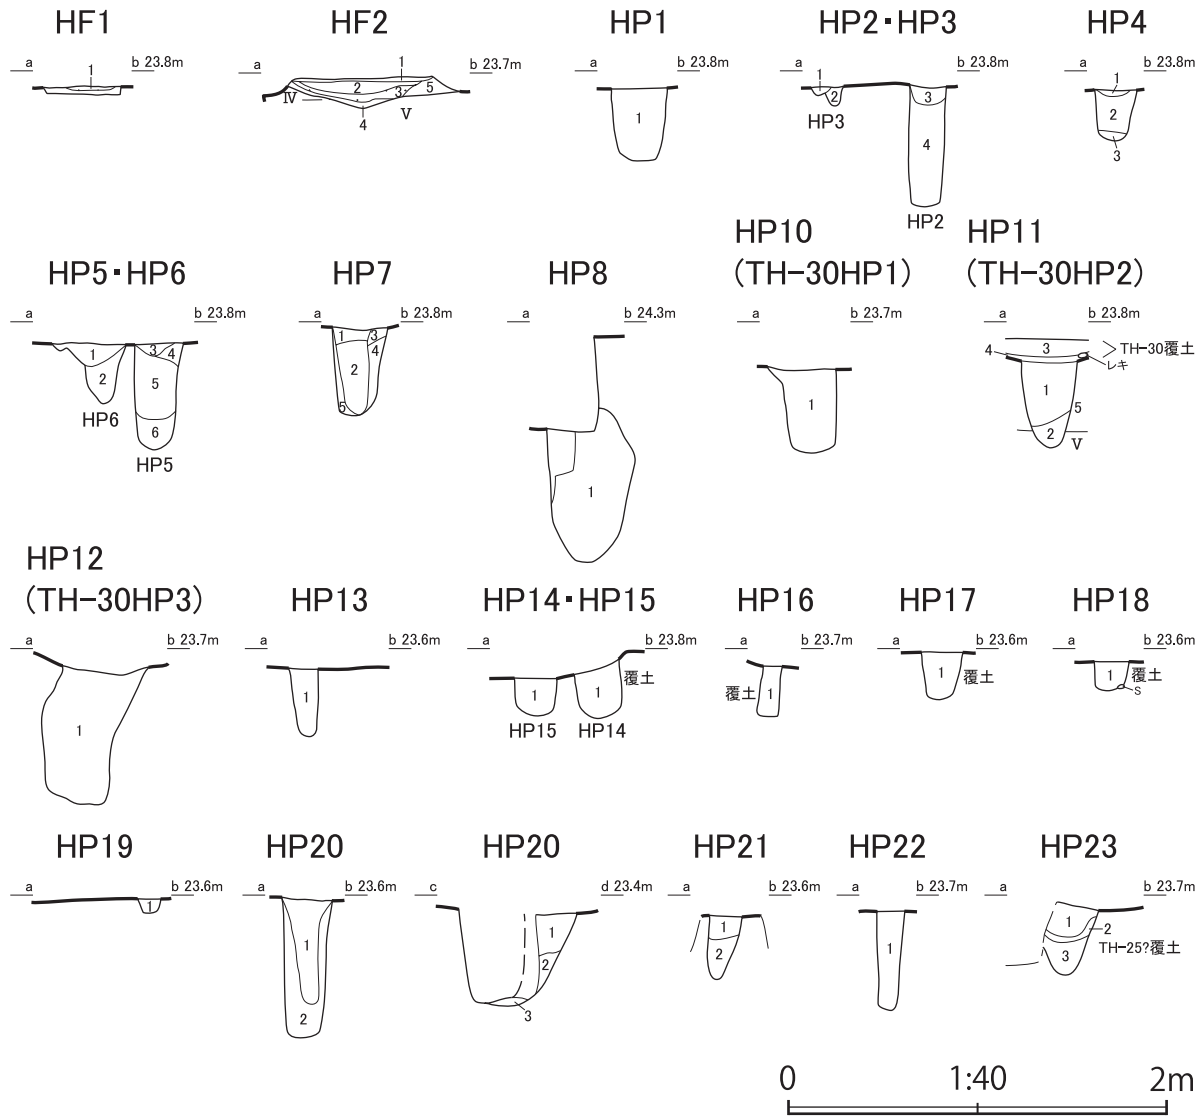 HF1
HF2
HP1
HP2・HP3
HP4
a
b 23.8m
1
a
b 23.7m
1
2
3
5
Ⅳ
4
Ⅴ
a
b 23.8m
1
a
b 23.8m
1
2
HP3
3
4
HP2
a
b 23.8m
1
2
3
HP5・HP6
HP7
HP8
HP10
(TH-30HP1)
HP11
(TH-30HP2)
a
b 23.8m
1
2
HP6
3
4
5
6
HP5
a
b 23.8m
1
3
4
2
5
a
b 24.3m
1
a
b 23.7m
1
a
b 23.8m
4
3
TH-30覆土
レキ
1
5
2
Ⅴ
HP12
(TH-30HP3)
HP13
HP14・HP15
HP16
HP17
HP18
a
b 23.7m
1
a
b 23.6m
1
a
b 23.8m
1
HP15
1
HP14
覆土
a
b 23.7m
覆土
1
a
b 23.6m
1
覆土
a
b 23.6m
1
覆土
S
HP19
HP20
HP20
HP21
HP22
HP23
a
b 23.6m
1
a
b 23.6m
1
2
c
d 23.4m
1
2
3
a
b 23.6m
1
2
a
b 23.7m
1
a
b 23.7m
1
2
TH-25?覆土
3
0
1:40
2m